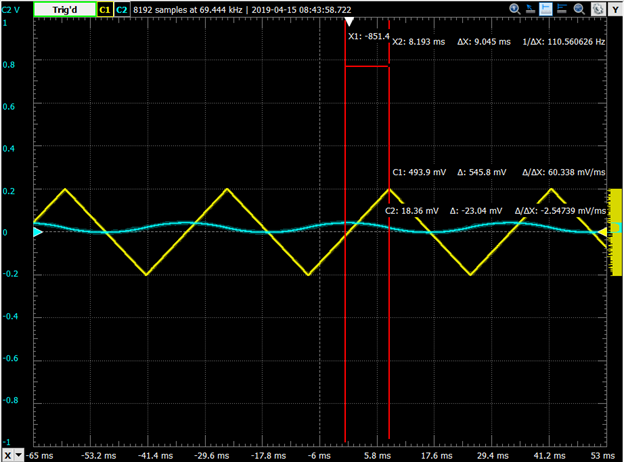 C2 V Trig'd C1 C2 8192 samples at 69.444 kHz | 2019-04-15 08:43:58.722 Y
1
X1: -851.4 X2: 8.193 ms ΔX: 9.045 ms 1/ΔX: 110.560626 Hz
0.8
0.6
0.4
C1: 493.9 mV Δ: 545.8 mV Δ/ΔX: 60.338 mV/ms
0.2
C2: 18.36 mV Δ: -23.04 mV Δ/ΔX: -2.54739 mV/ms
0
-0.2
-0.4
-0.6
-0.8
-1
X -65 ms -53.2 ms -41.4 ms -29.6 ms -17.8 ms -6 ms 5.8 ms 17.6 ms 29.4 ms 41.2 ms 53 ms